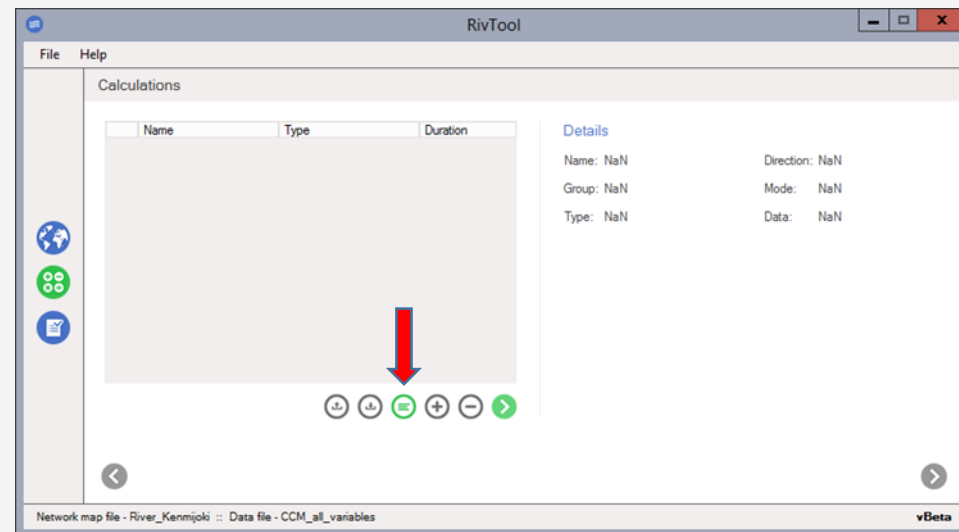 RivTool
File Help
Calculations
Name Type Duration
Details
Name: NaN Direction: NaN
Group: NaN Mode: NaN
Type: NaN Data: NaN
Network map file - River_Kenmijoki :: Data file - CCM_all_variables vBeta